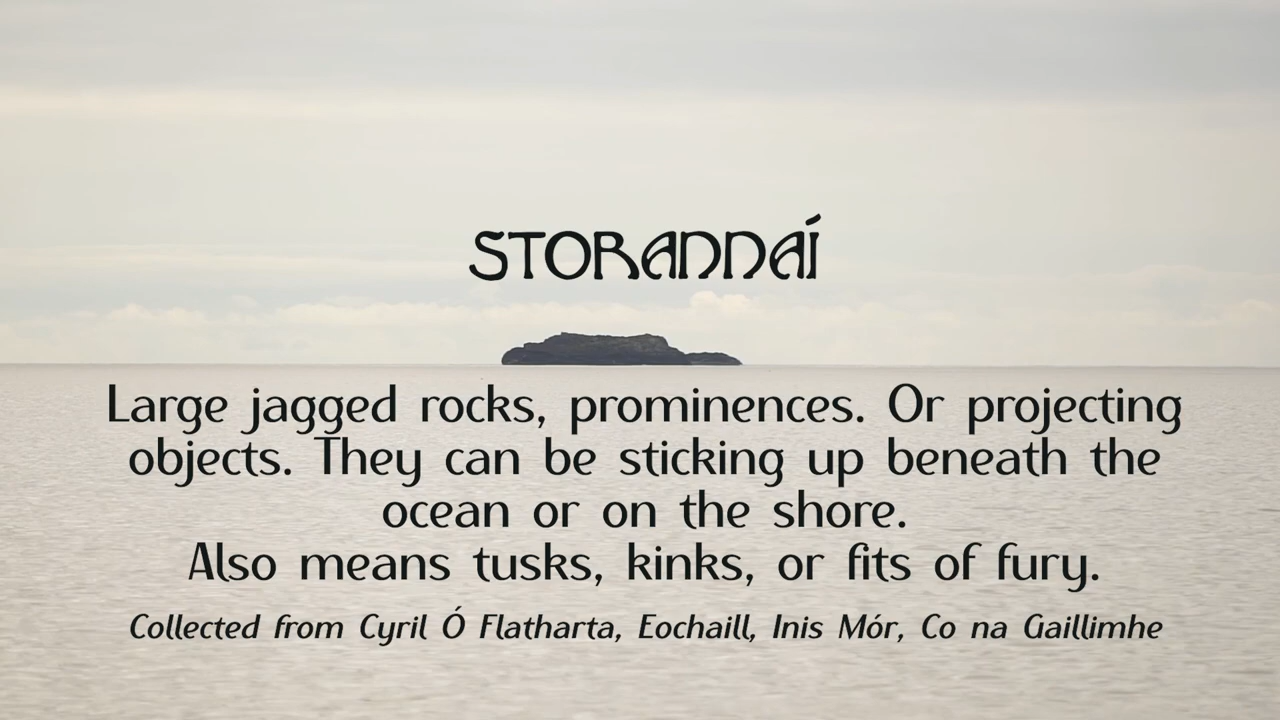 STORANNAÍ
Large jagged rocks, prominences. Or projecting
objects. They can be sticking up beneath the
ocean or on the shore.
Also means tusks, kinks, or fits of fury.
Collected from Cyril Ó Flatharta, Eochaill, Inis Mór, Co na Gaillimhe